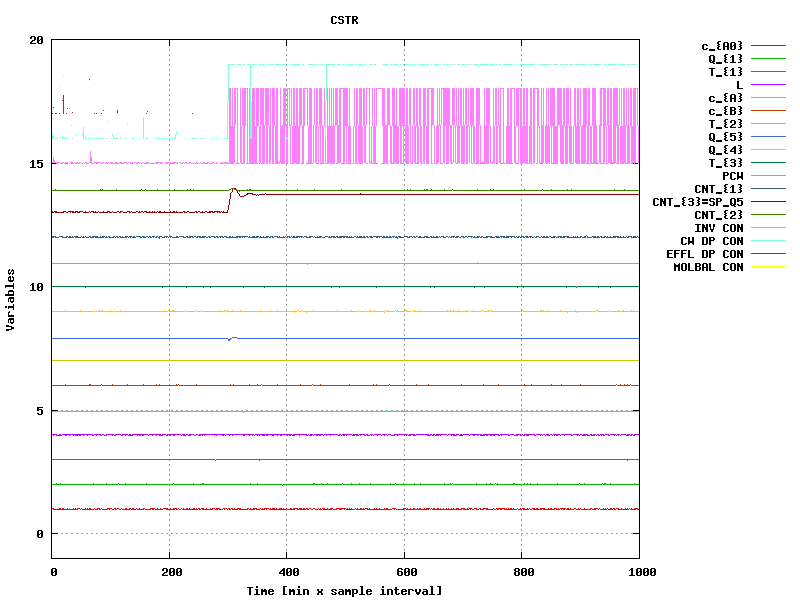 CSTR
20
15
10
5
0
Variables
0 200 400 600 800 1000
Time [min x sample interval]
c_{A0}
Q_{1}
T_{1}
L
c_{A}
c_{B}
T_{2}
Q_{5}
Q_{4}
T_{3}
PCW
CNT_{1}
CNT_{3}=SP_Q5
CNT_{2}
INV CON
CW DP CON
EFFL DP CON
MOLBAL CON